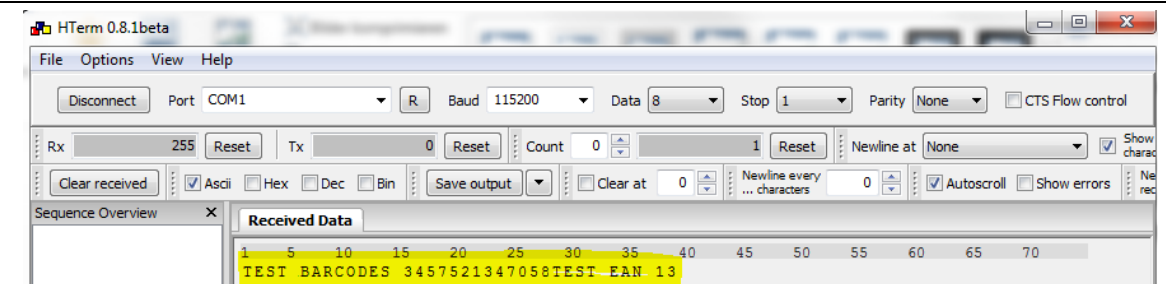 HTerm 0.8.1beta
File Options View Help
Disconnect Port COM1 R Baud 115200 Data 8 Stop 1 Parity None CTS Flow control
Rx 255 Reset Tx 0 Reset Count 0 1 Reset Newline at None Show
charac
Clear received Ascii Hex Dec Bin Save output Clear at 0 Newline every
... characters 0 Autoscroll Show errors Ne
rec
Sequence Overview X Received Data
1 5 10 15 20 25 30 35 40 45 50 55 60 65 70
TEST BARCODES 3457521347058TEST EAN 13